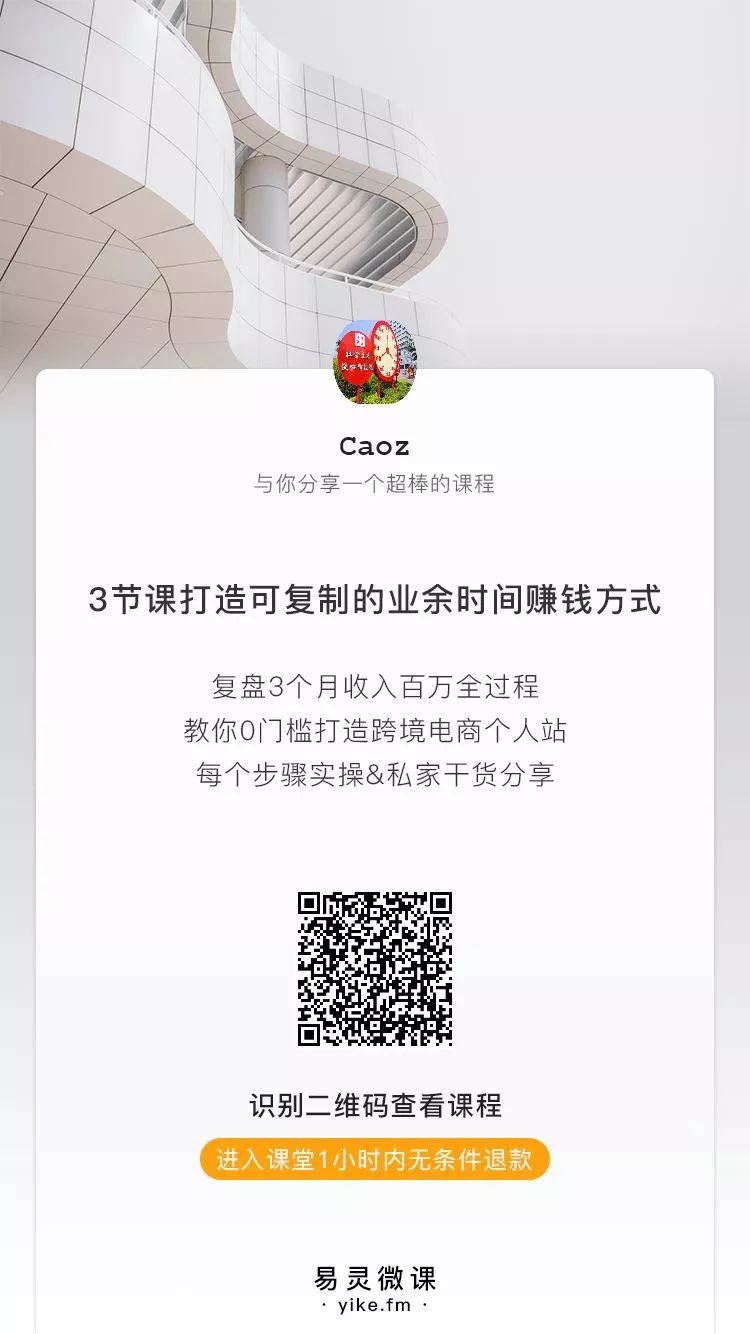 Caoz
与你分享一个超棒的课程
3节课打造可复制的业余时间赚钱方式
复盘3个月收入百万全过程
教你0门槛打造跨境电商个人站
每个步骤实操&私家干货分享
识别二维码查看课程
进入课堂1小时内无条件退款
易灵微课
· yike.fm ·